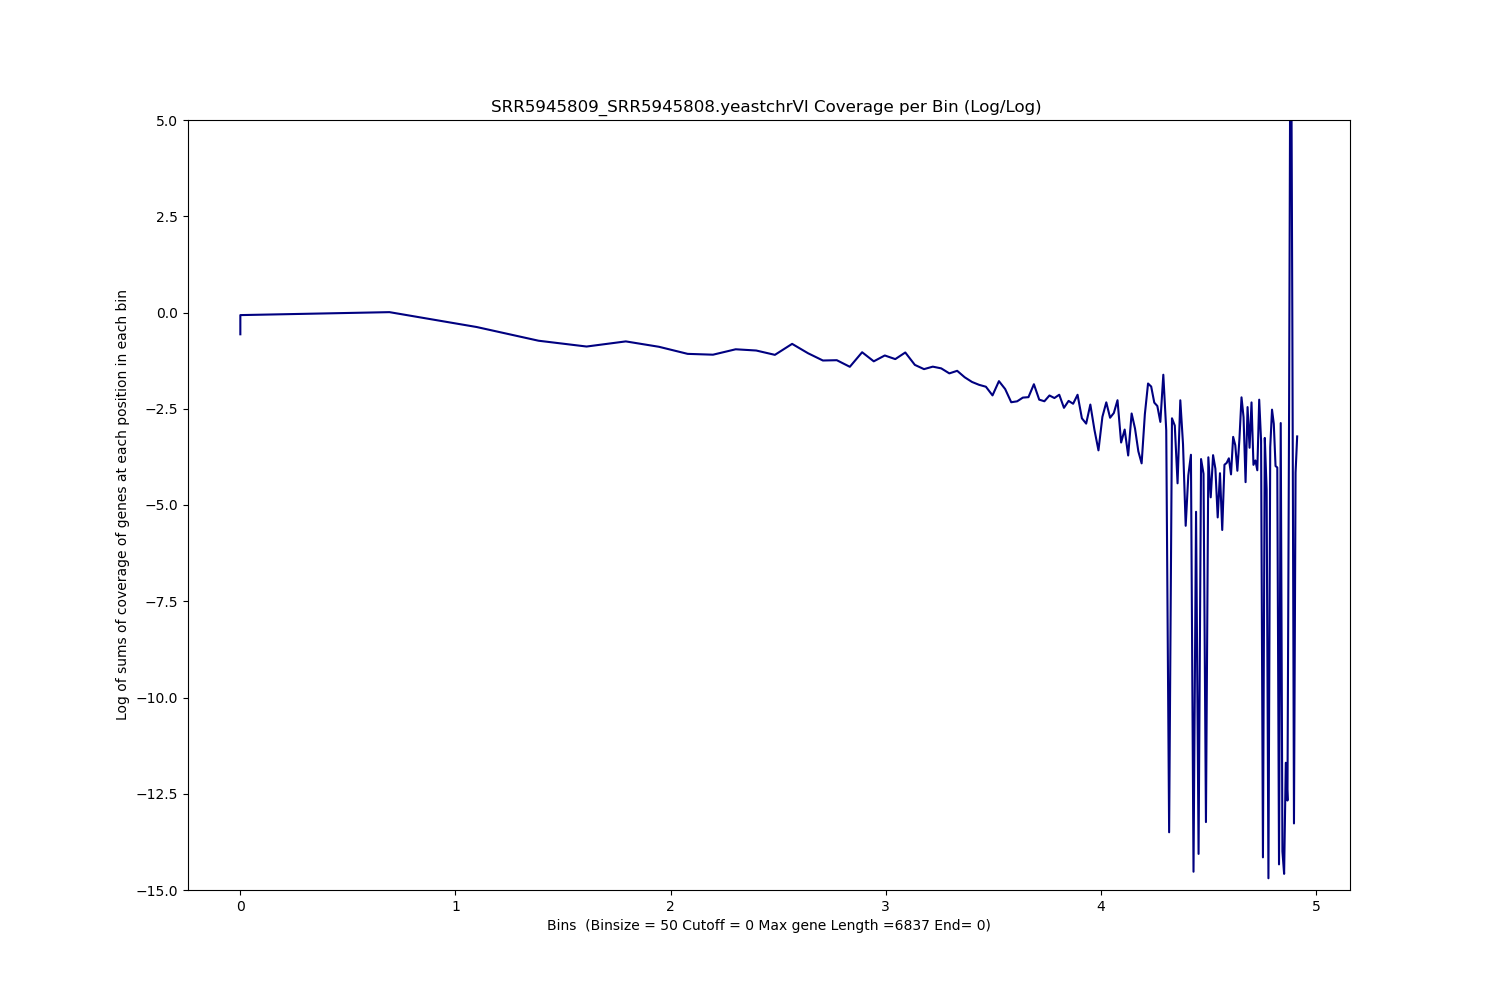 SRR5945809_SRR5945808.yeastchrVI Coverage per Bin (Log/Log)
Log of sums of coverage of genes at each position in each bin
5.0
2.5
0.0
−2.5
−5.0
−7.5
−10.0
−12.5
−15.0
0 1 2 3 4 5
Bins  (Binsize = 50 Cutoff = 0 Max gene Length =6837 End= 0)